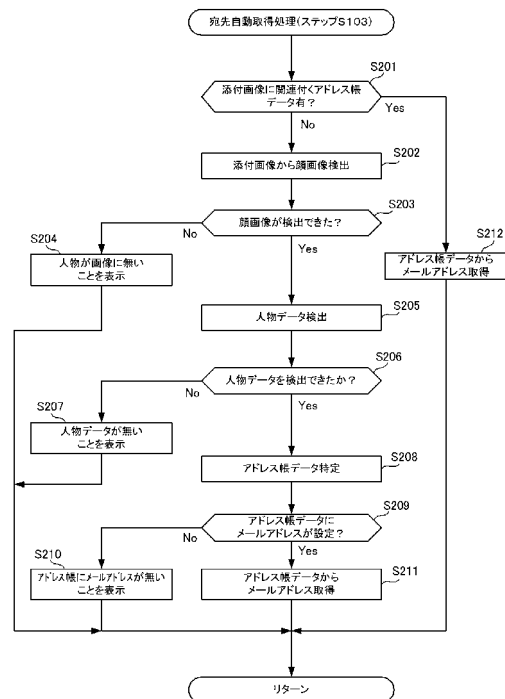 宛先自動取得処理(ステップS103)
S201
添付画像に関連付くアドレス帳
データ有?
Yes
No
S202
添付画像から顔画像検出
S203
顔画像が検出できた?
No
Yes
S204
人物が画像に無い
ことを表示
S212
アドレス帳データから
メールアドレス取得
S205
人物データ検出
S206
人物データを検出できたか?
No
Yes
S207
人物データが無い
ことを表示
S208
アドレス帳データ特定
S209
アドレス帳データに
メールアドレスが設定?
No
Yes
S210
アドレス帳にメールアドレスが無い
ことを表示
S211
アドレス帳データから
メールアドレス取得
リターン